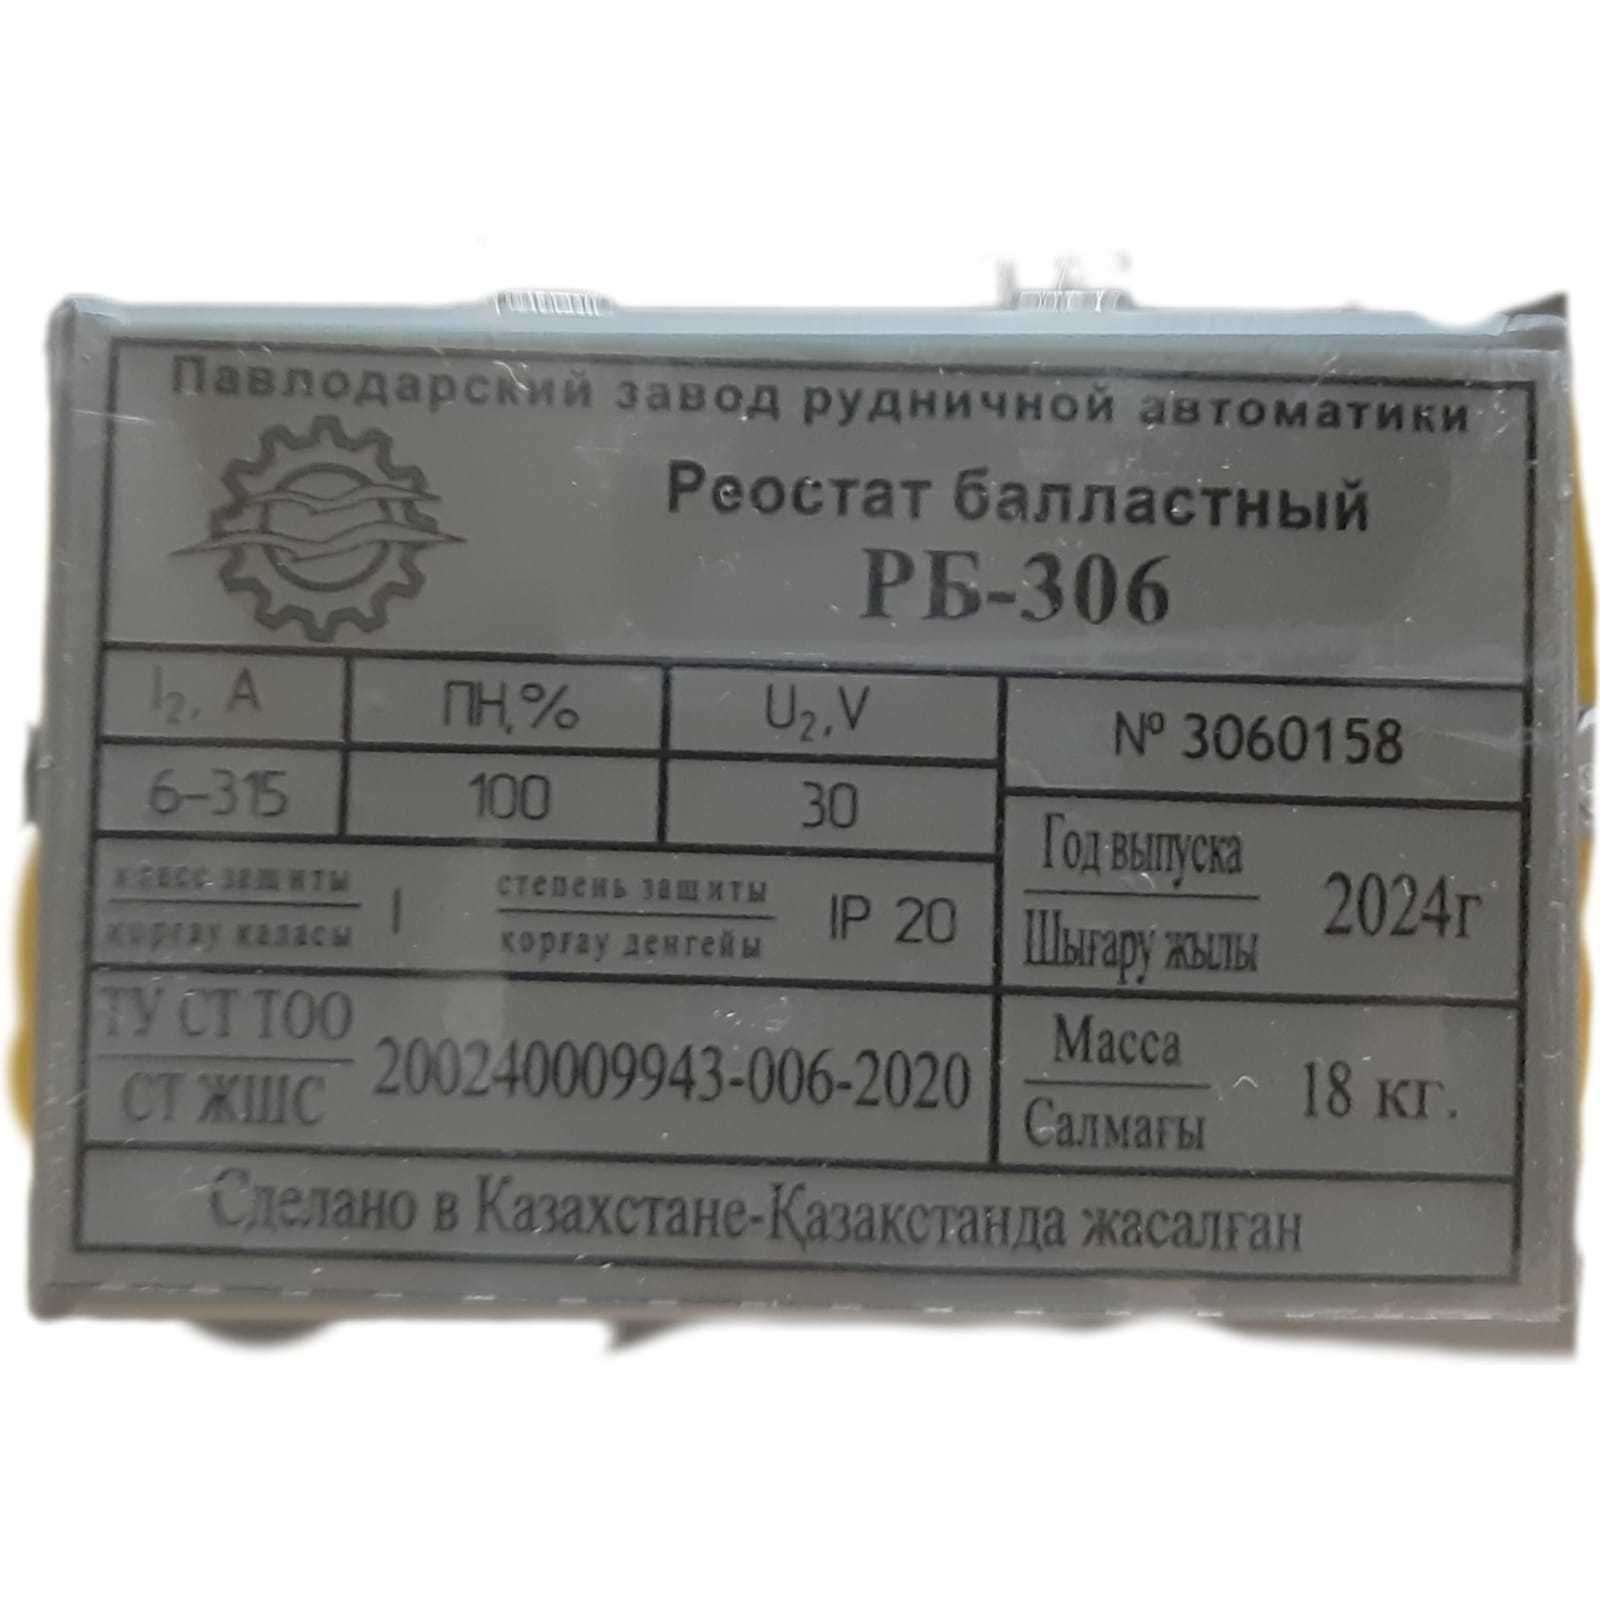 Павлодарский завод рудничной автоматики
Реостат балластный
РБ-306
I₂, А
ПН,%
U₂,V
№ 3060158
6-315
100
30
Год выпуска
Шығару жылы
2024г
класс защиты
қорғау класы
I
степень защиты
қорғау деңгейы
IP 20
ТУ СТ ТОО
СТ ЖШС
200240009943-006-2020
Масса
Салмағы
18 кг.
Сделано в Казахстане-Қазақстанда жасалған